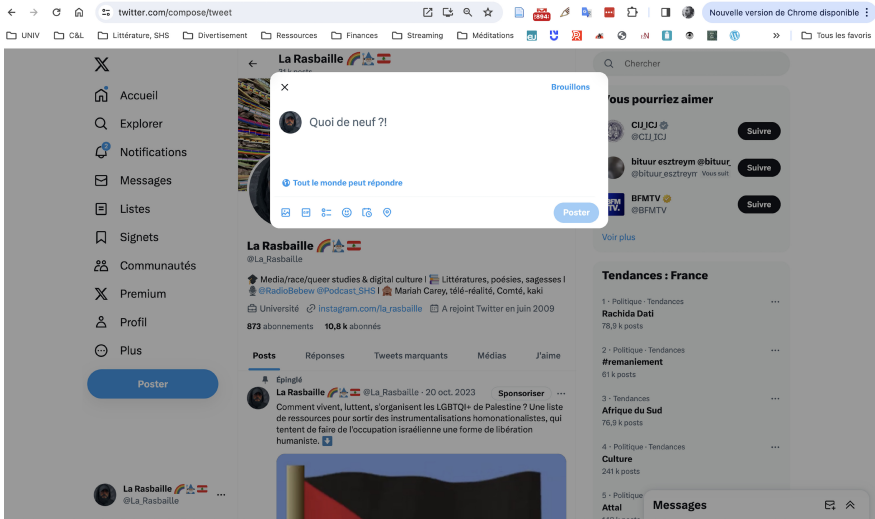 twitter.com/compose/tweet
Nouvelle version de Chrome disponible
UNIV C&L Littérature, SHS Divertisement Ressources Finances Streaming Méditations » Tous les favoris
La Rasbaille
Chercher
Brouillons
Quoi de neuf ?!
Tout le monde peut répondre
Poster
Accueil
Explorer
2
Notifications
Messages
Listes
Signets
Communautés
Premium
Profil
Plus
Poster
La Rasbaille
@La_Rasbaille
La Rasbaille
@La_Rasbaille
Media/race/queer studies & digital culture I Littératures, poésies, sagesses I
@RadioBebew @Podcast_SHS I Mariah Carey, télé-réalité, Comté, kaki
Université instagram.com/la_rasbaille A rejoint Twitter en juin 2009
873 abonnements 10,8 k abonnés
Posts Réponses Tweets marquants Médias J'aime
Épinglé
La Rasbaille @La_Rasbaille · 20 oct. 2023 Sponsoriser
Comment vivent, luttent, s'organisent les LGBTQI+ de Palestine ? Une liste
de ressources pour sortir des instrumentalisations homonationalistes, qui
tentent de faire de l'occupation israélienne une forme de libération
humaniste.
Vous pourriez aimer
CIJ_ICJ
@CIJ_ICJ
Suivre
bituur esztreym @bituur_
@bituur_esztreym Vous suit
Suivre
BFMTV
@BFMTV
Suivre
Voir plus
Tendances : France
1 · Politique · Tendances
Rachida Dati
78,9 k posts
2 · Politique · Tendances
#remaniement
61 k posts
3 · Tendances
Afrique du Sud
76,9 k posts
4 · Politique · Tendances
Culture
241 k posts
5 · Politique
Attal
Messages